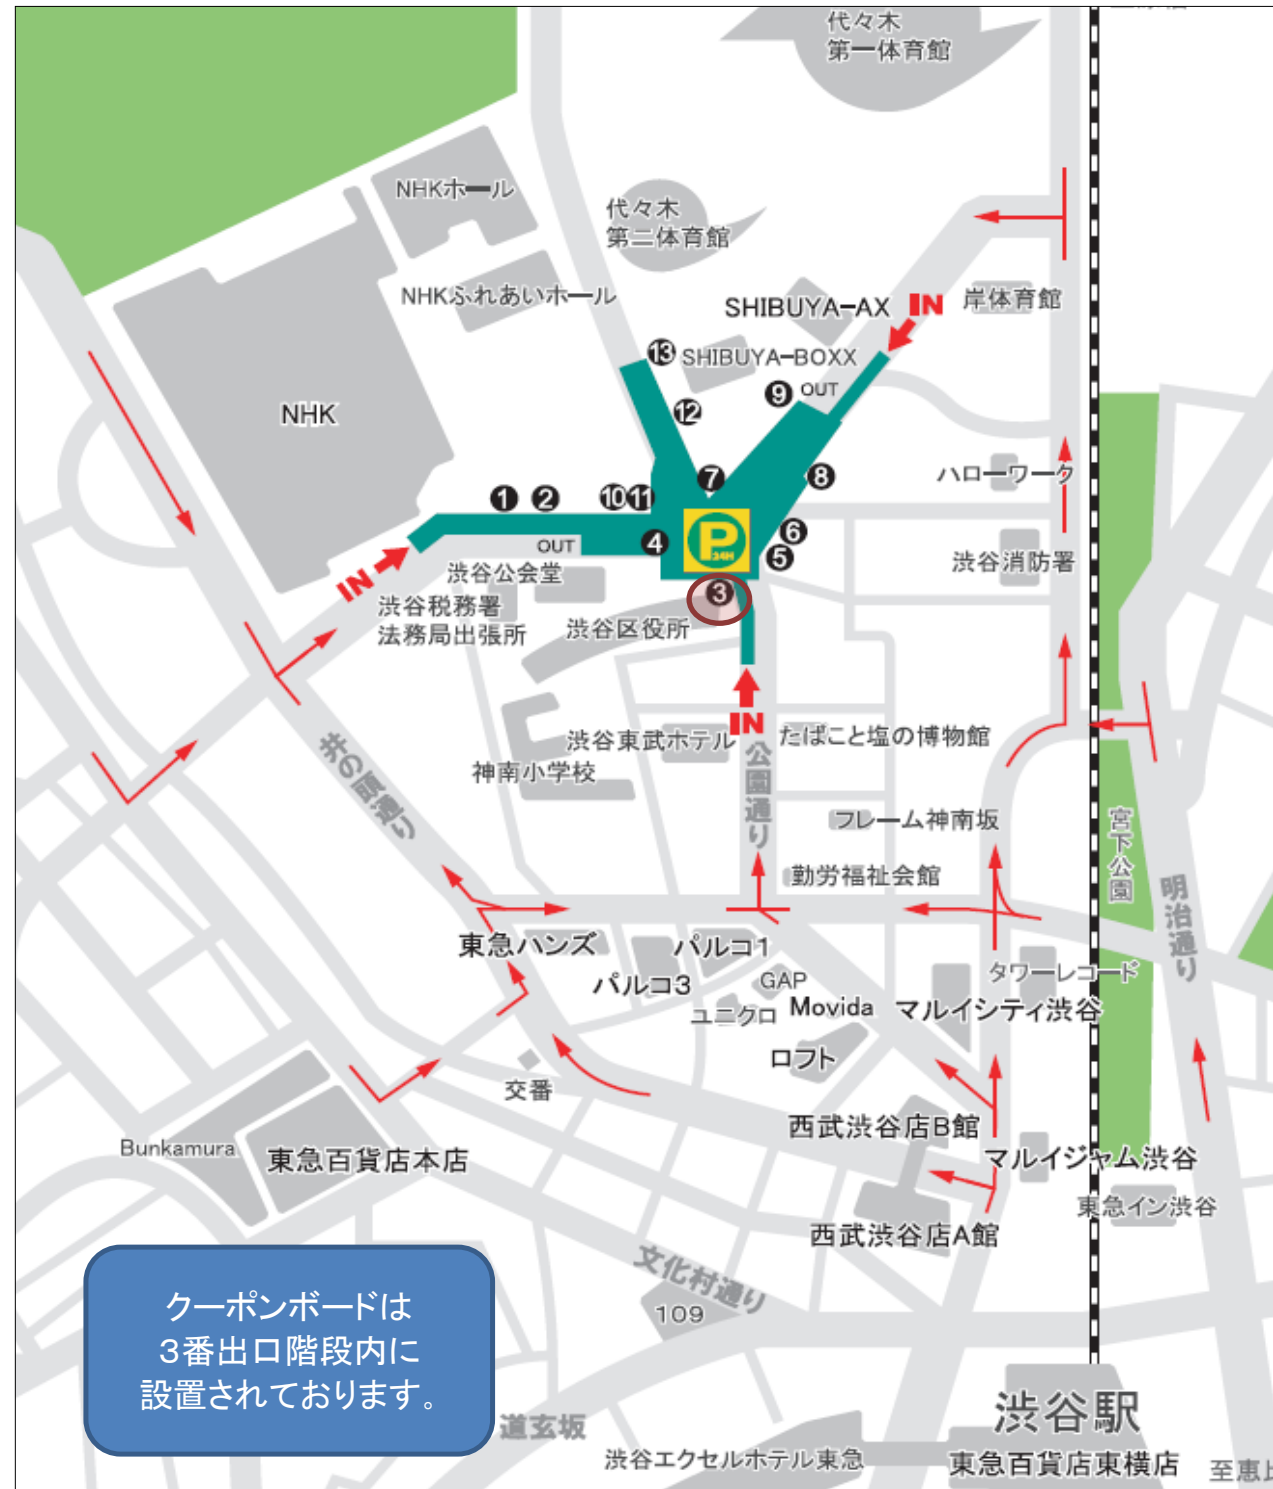 代々木
第一体育館
NHKホール
代々木
第二体育館
NHKふれあいホール
SHIBUYA-AX
IN
岸体育館
⓭
SHIBUYA-BOXX
❾
OUT
NHK
⓬
❼
❽
ハローワーク
❶
❷
❿
⓫
❹
P
24H
❻
❺
OUT
渋谷消防署
IN
渋谷公会堂
渋谷税務署
法務局出張所
❸
渋谷区役所
IN
渋谷東武ホテル
たばこと塩の博物館
神南小学校
井の頭通り
公園通り
フレーム神南坂
宮下公園
勤労福祉会館
明治通り
東急ハンズ
パルコ1
パルコ3
GAP
タワーレコード
ユニクロ
Movida
マルイシティ渋谷
ロフト
交番
西武渋谷店B館
Bunkamura
東急百貨店本店
マルイジャム渋谷
東急イン渋谷
西武渋谷店A館
文化村通り
109
クーポンボードは
3番出口階段内に
設置されております。
道玄坂
渋谷駅
渋谷エクセルホテル東急
東急百貨店東横店
至恵比